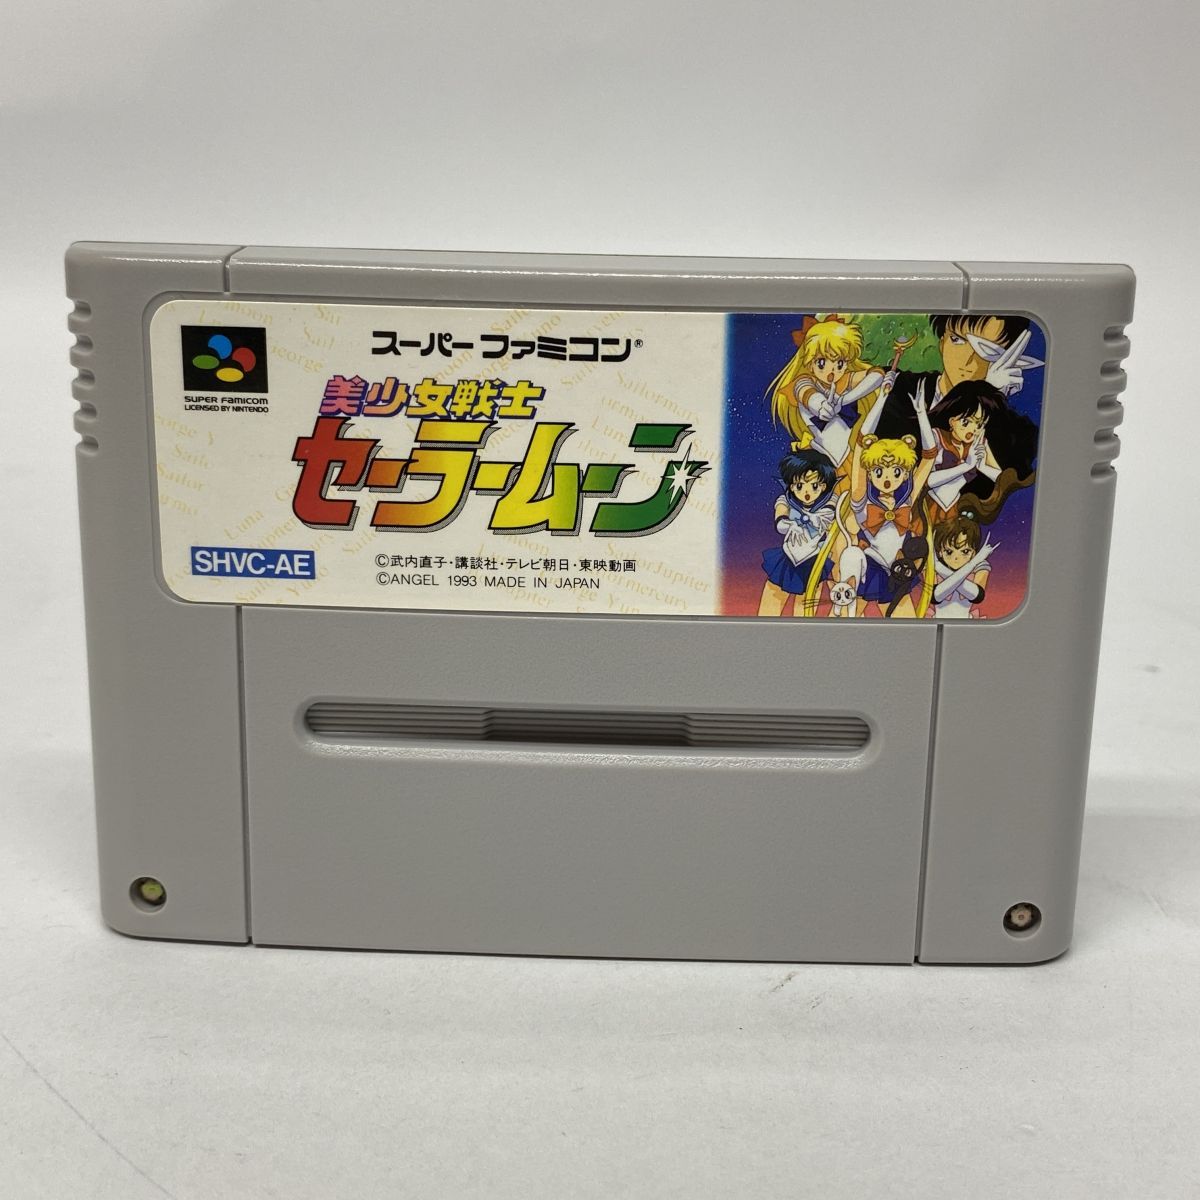 スーパーファミコン®
SUPER FAMICOM
LICENSED BY NINTENDO
美少女戦士
セーラームーン
SHVC-AE
©武内直子・講談社・テレビ朝日・東映動画
©ANGEL 1993 MADE IN JAPAN